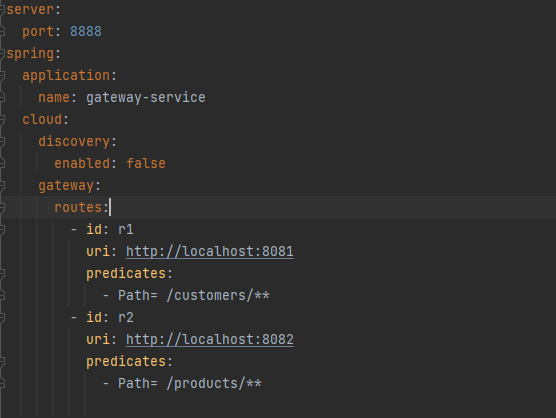 server:
  port: 8888
spring:
  application:
    name: gateway-service
  cloud:
    discovery:
      enabled: false
    gateway:
      routes:
        - id: r1
          uri: http://localhost:8081
          predicates:
            - Path= /customers/**
        - id: r2
          uri: http://localhost:8082
          predicates:
            - Path= /products/**